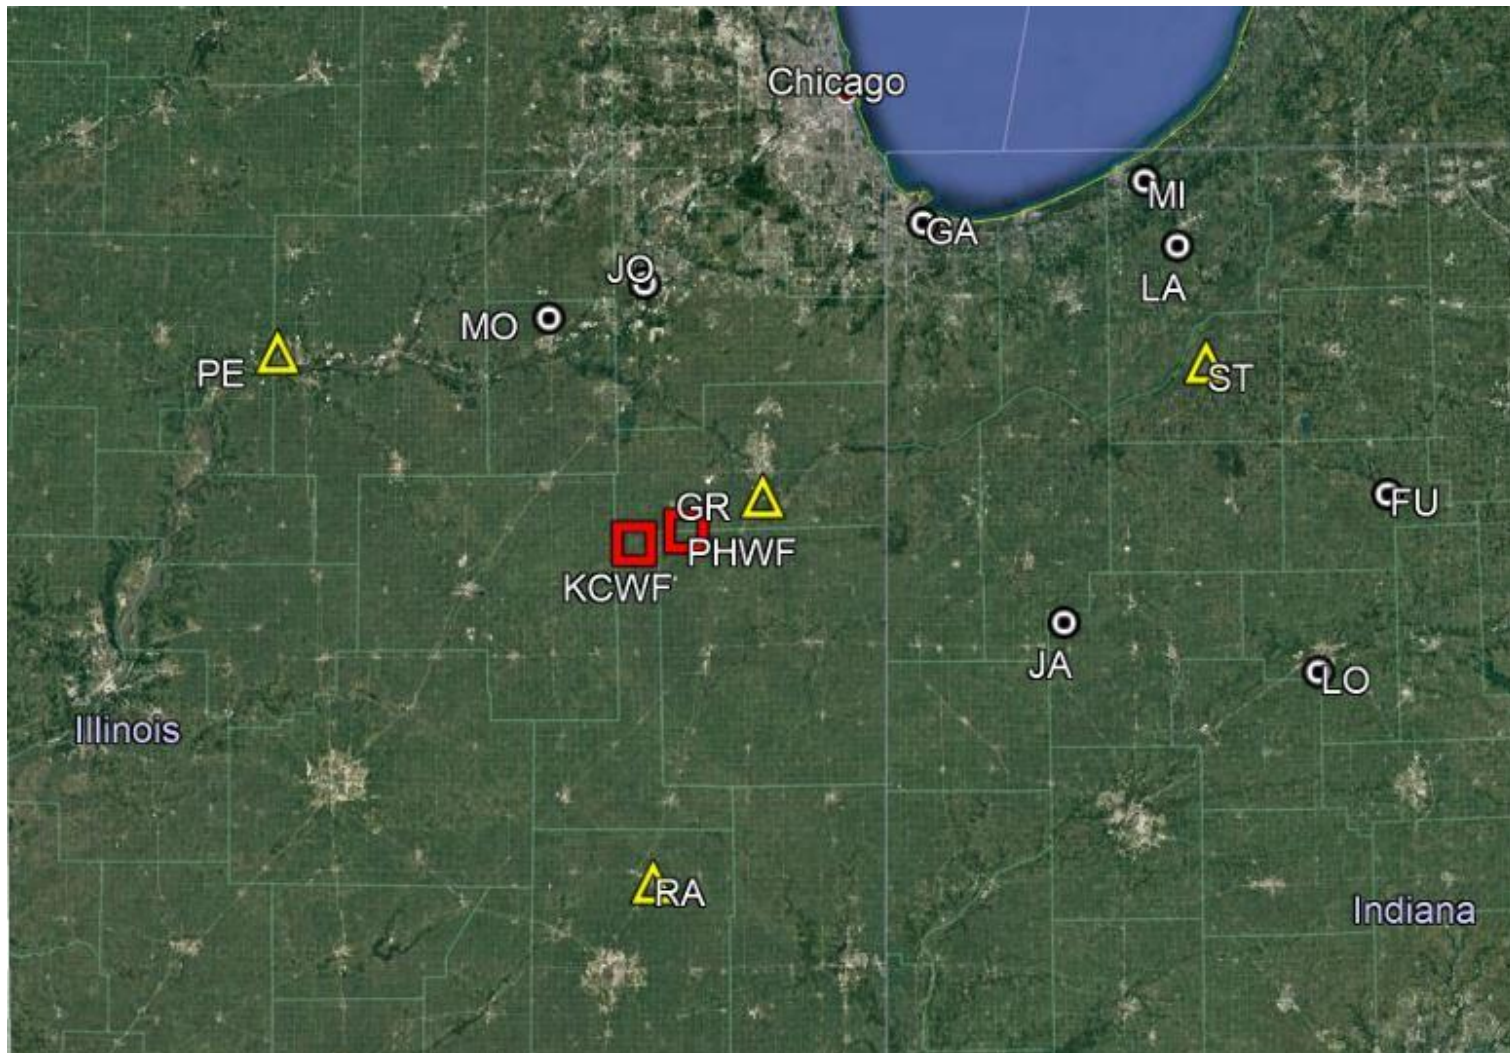 Chicago
MI
GA
JO
LA
MO
PE
ST
GR
FU
PHWF
KCWF
JA
LO
Illinois
RA
Indiana